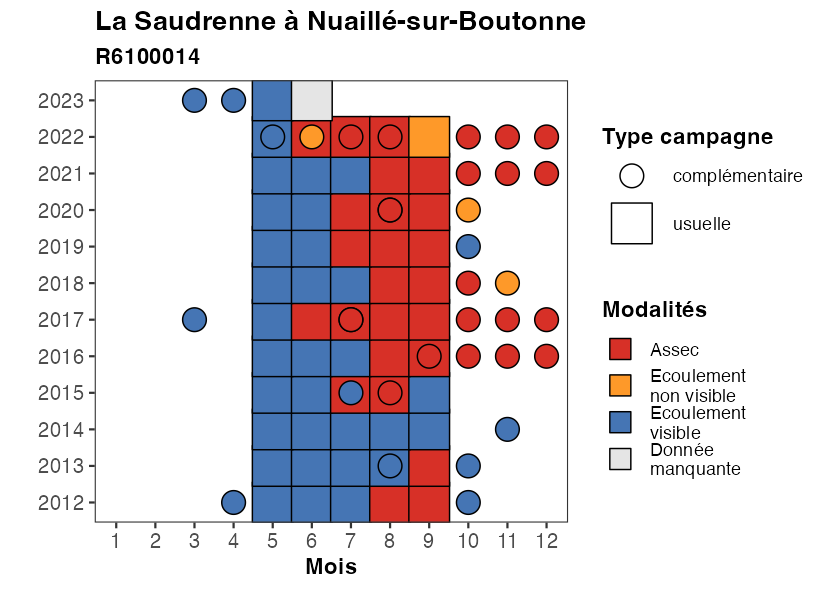 La Saudrenne à Nuaillé-sur-Boutonne
R6100014
2023
2022
2021
2020
2019
2018
2017
2016
2015
2014
2013
2012
1 2 3 4 5 6 7 8 9 10 11 12
Mois
Type campagne
complémentaire
usuelle
Modalités
Assec
Ecoulement
non visible
Ecoulement
visible
Donnée
manquante